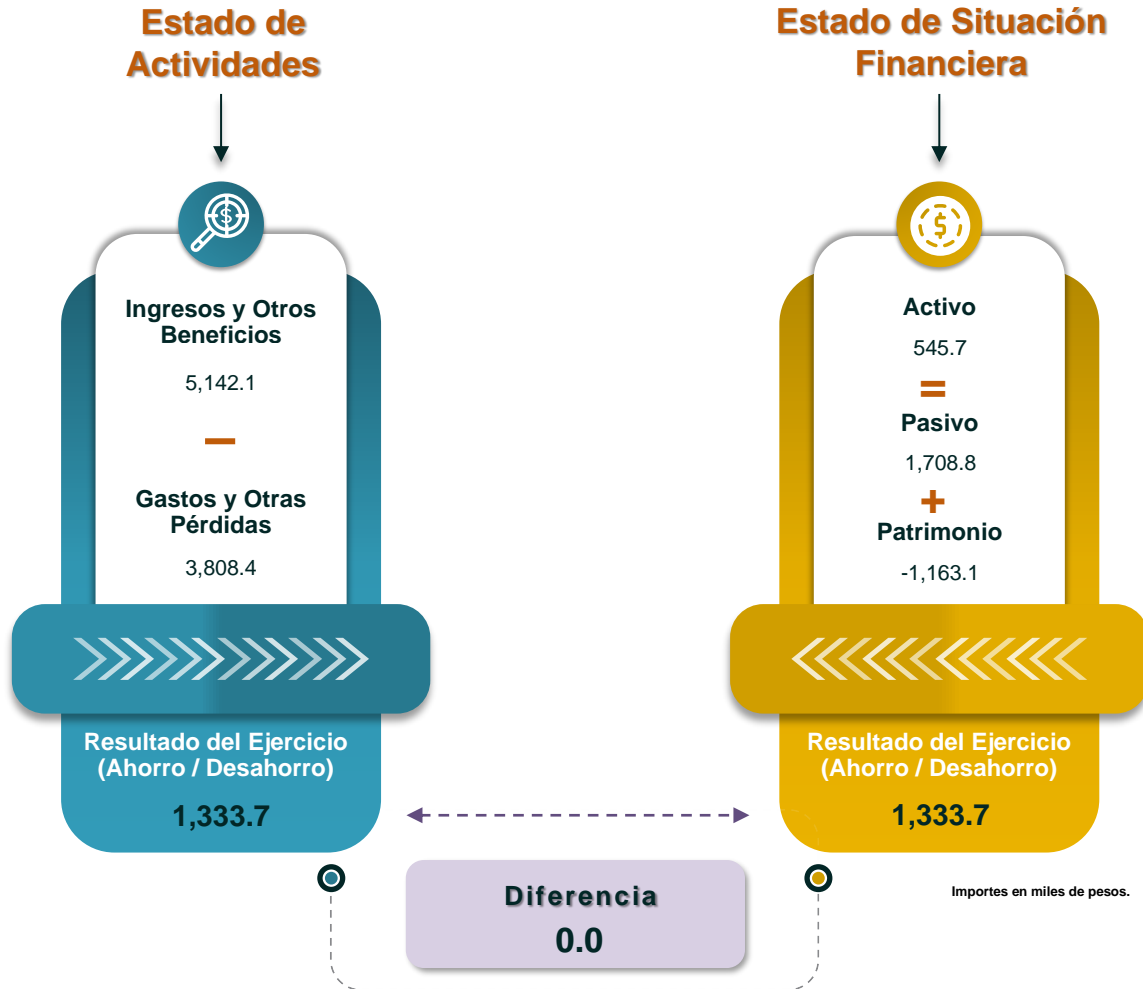 Estado de
Actividades
Ingresos y Otros
Beneficios
5,142.1
–
Gastos y Otras
Pérdidas
3,808.4
Resultado del Ejercicio
(Ahorro / Desahorro)
1,333.7
Estado de Situación
Financiera
Activo
545.7
=
Pasivo
1,708.8
+
Patrimonio
-1,163.1
Resultado del Ejercicio
(Ahorro / Desahorro)
1,333.7
Diferencia
0.0
Importes en miles de pesos.